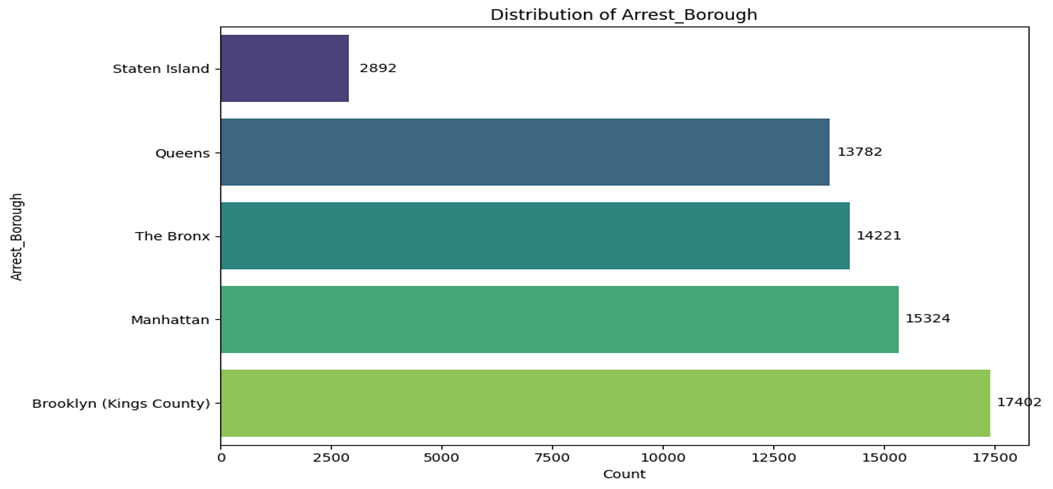 Distribution of Arrest_Borough
Staten Island
2892
Queens
13782
The Bronx
14221
Manhattan
15324
Brooklyn (Kings County)
17402
Arrest_Borough
0 2500 5000 7500 10000 12500 15000 17500
Count